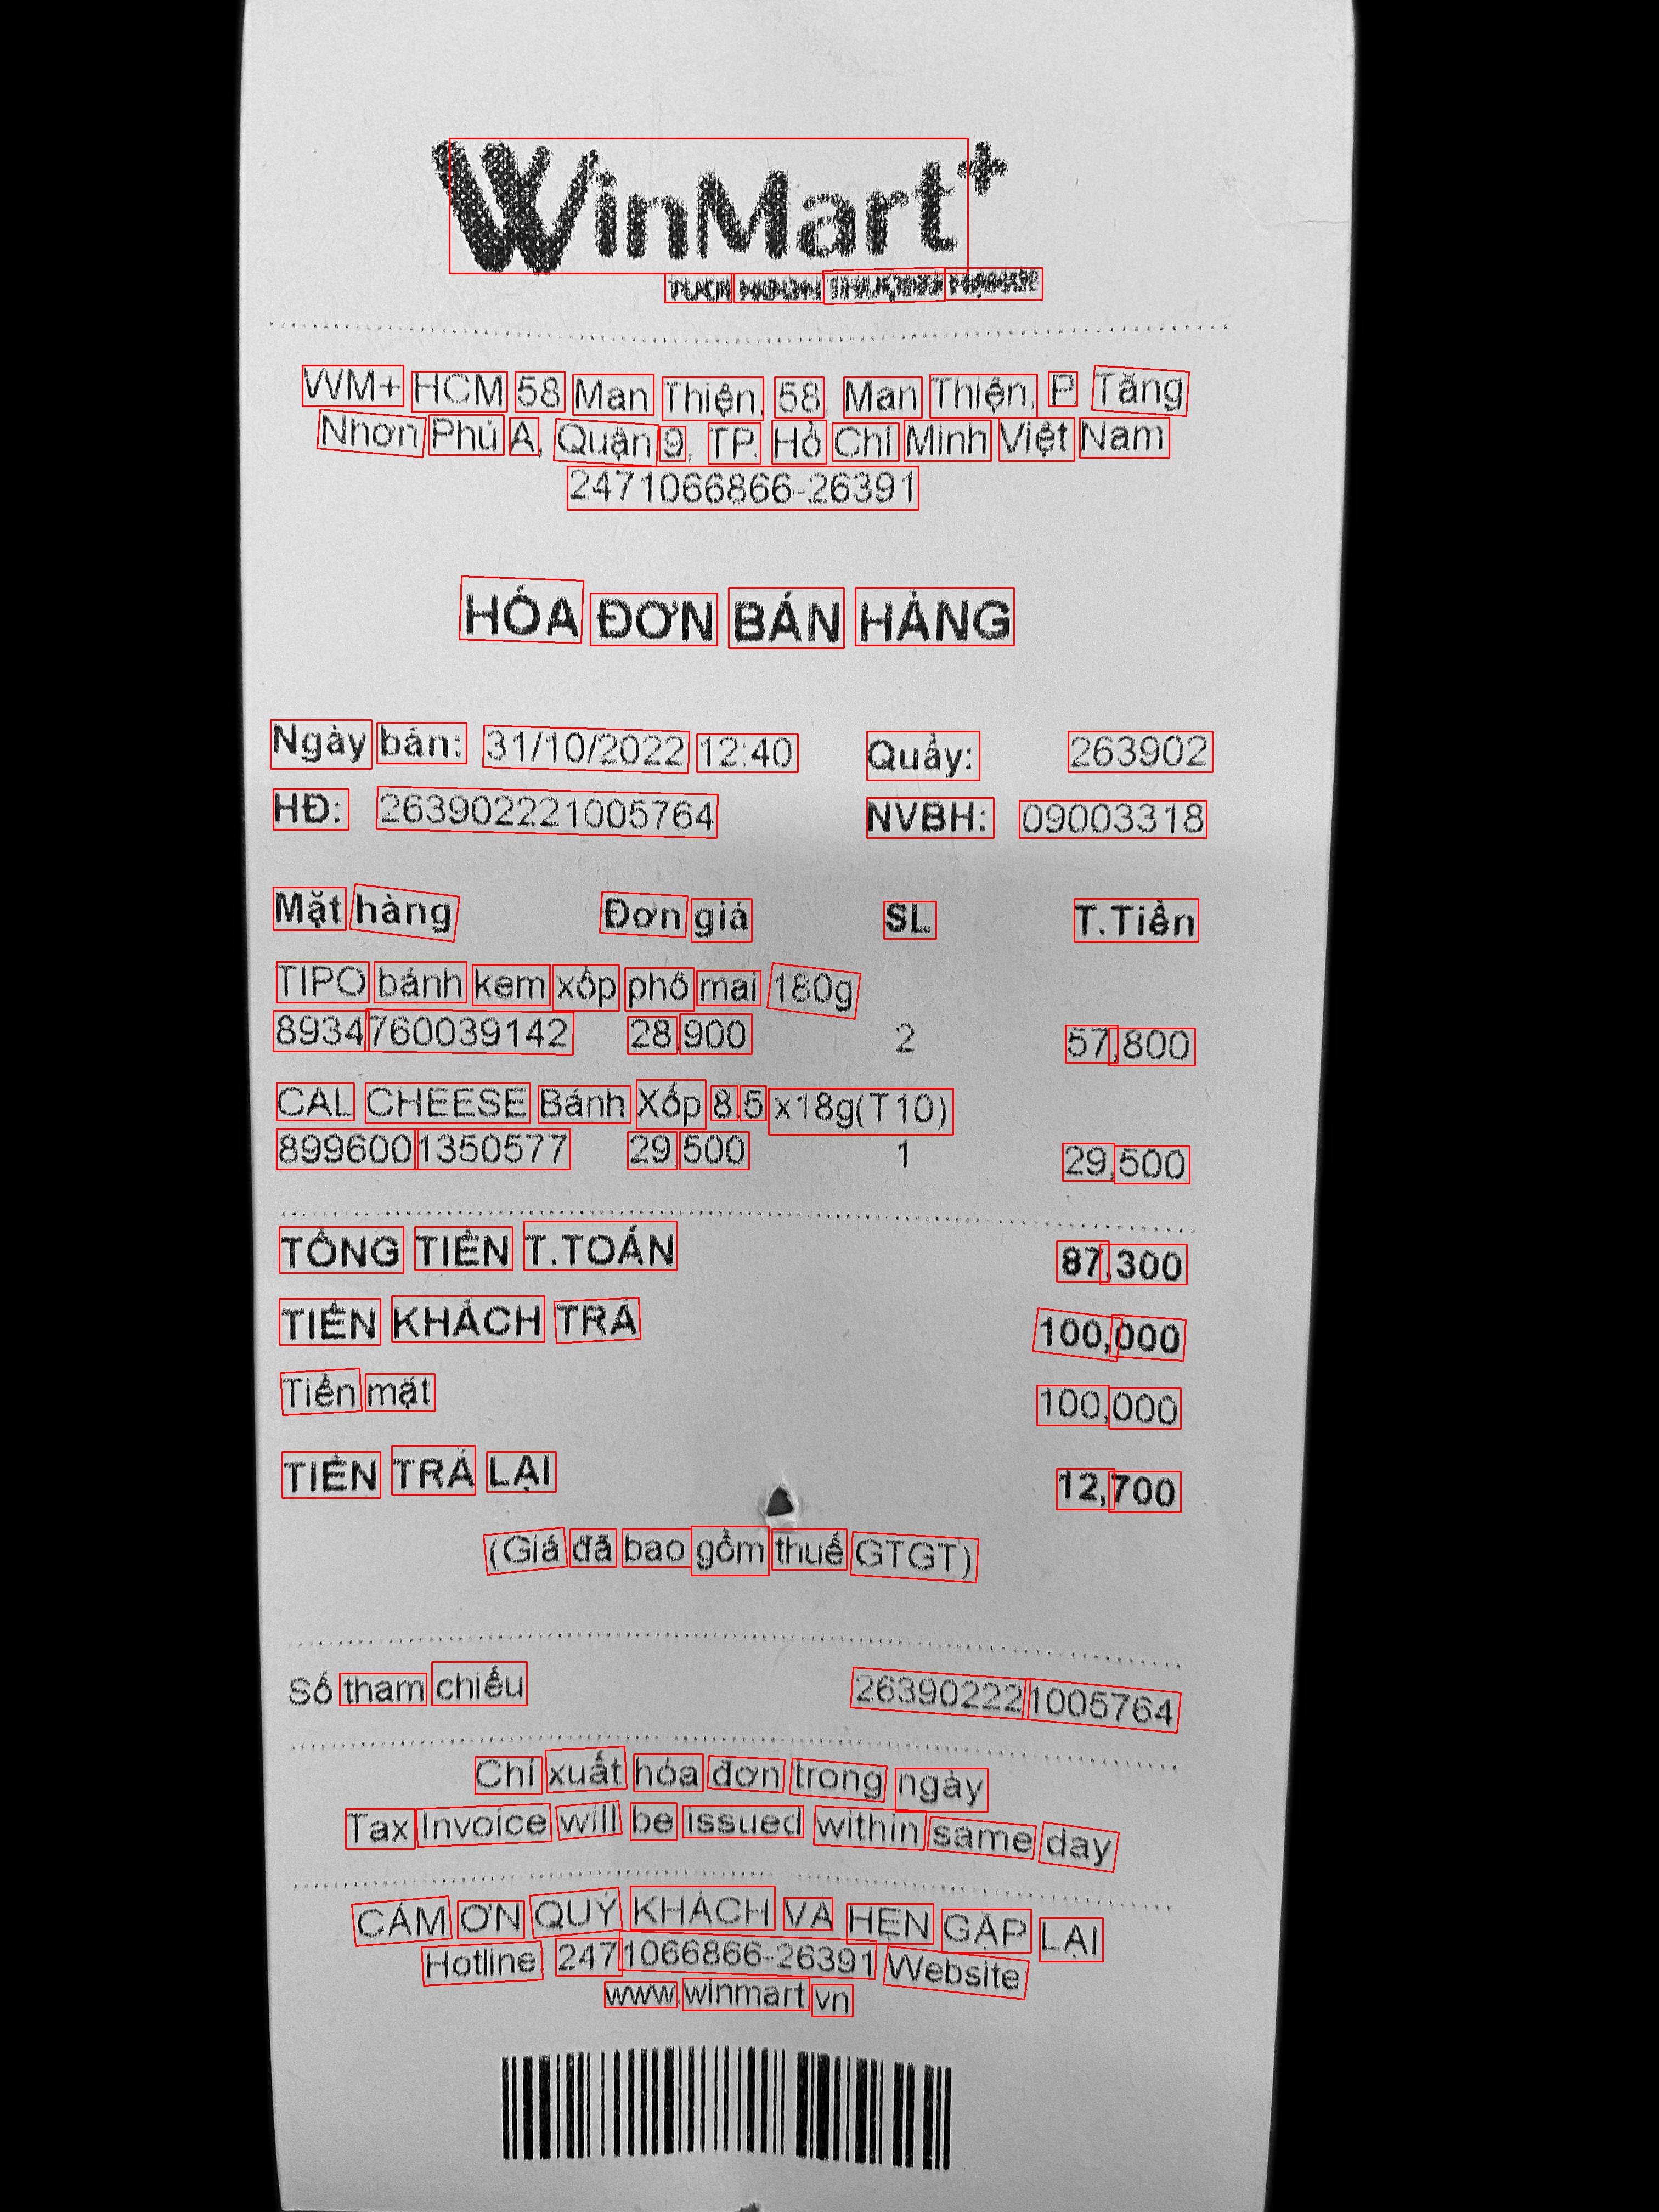 WinMart+
WM+ HCM 58 Man Thiện, 58 Man Thiện, P. Tăng
Nhơn Phú A, Quận 9, TP. Hồ Chí Minh Việt Nam
2471066866-26391
HÓA ĐƠN BÁN HÀNG
Ngày bán: 31/10/2022 12:40 Quầy: 263902
HĐ: 263902221005764 NVBH: 09003318
Mặt hàng Đơn giá SL T.Tiền
TIPO bánh kem xốp phô mai 180g
8934760039142 28,900 2 57,800
CAL CHEESE Bánh Xốp 8.5 x18g(T10)
8996001350577 29,500 1 29,500
TỔNG TIỀN T.TOÁN 87,300
TIỀN KHÁCH TRẢ 100,000
Tiền mặt 100,000
TIỀN TRẢ LẠI 12,700
(Giá đã bao gồm thuế GTGT)
Số tham chiếu 263902221005764
Chỉ xuất hóa đơn trong ngày
Tax Invoice will be issued within same day
CẢM ƠN QUÝ KHÁCH VÀ HẸN GẶP LẠI
Hotline 2471066866-26391 Website
www.winmart.vn